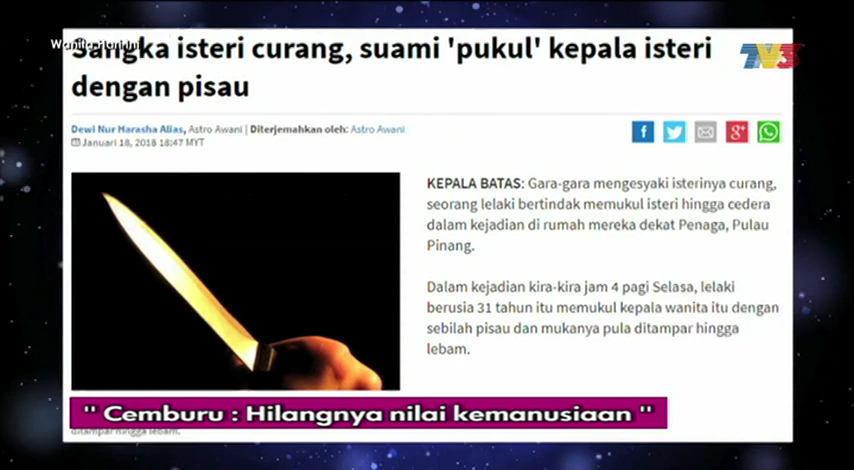 Wanita Hari Ini
Sangka isteri curang, suami 'pukul' kepala isteri
dengan pisau
TV3
Dewi Nur Harasha Alias, Astro Awani | Diterjemahkan oleh: Astro Awani
Januari 18, 2018 18:47 MYT
KEPALA BATAS: Gara-gara mengesyaki isterinya curang,
seorang lelaki bertindak memukul isteri hingga cedera
dalam kejadian di rumah mereka dekat Penaga, Pulau
Pinang.
Dalam kejadian kira-kira jam 4 pagi Selasa, lelaki
berusia 31 tahun itu memukul kepala wanita itu dengan
sebilah pisau dan mukanya pula ditampar hingga
lebam.
" Cemburu : Hilangnya nilai kemanusiaan "
ditampar hingga lebam.